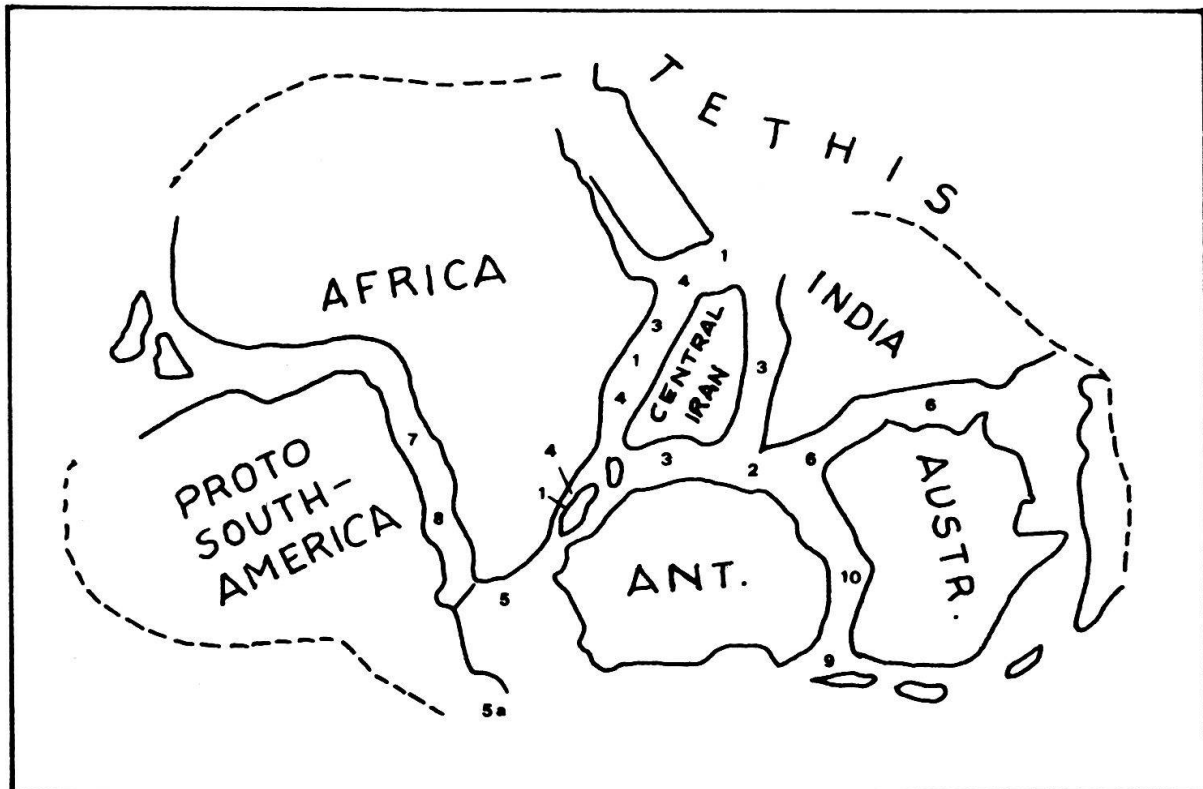 TETHIS
AFRICA
INDIA
CENTRAL
IRAN
PROTO
SOUTH-
AMERICA
ANT.
AUSTR.
1
4
3
1
4
3
6
7
4
3
2
6
1
8
5
10
9
5a